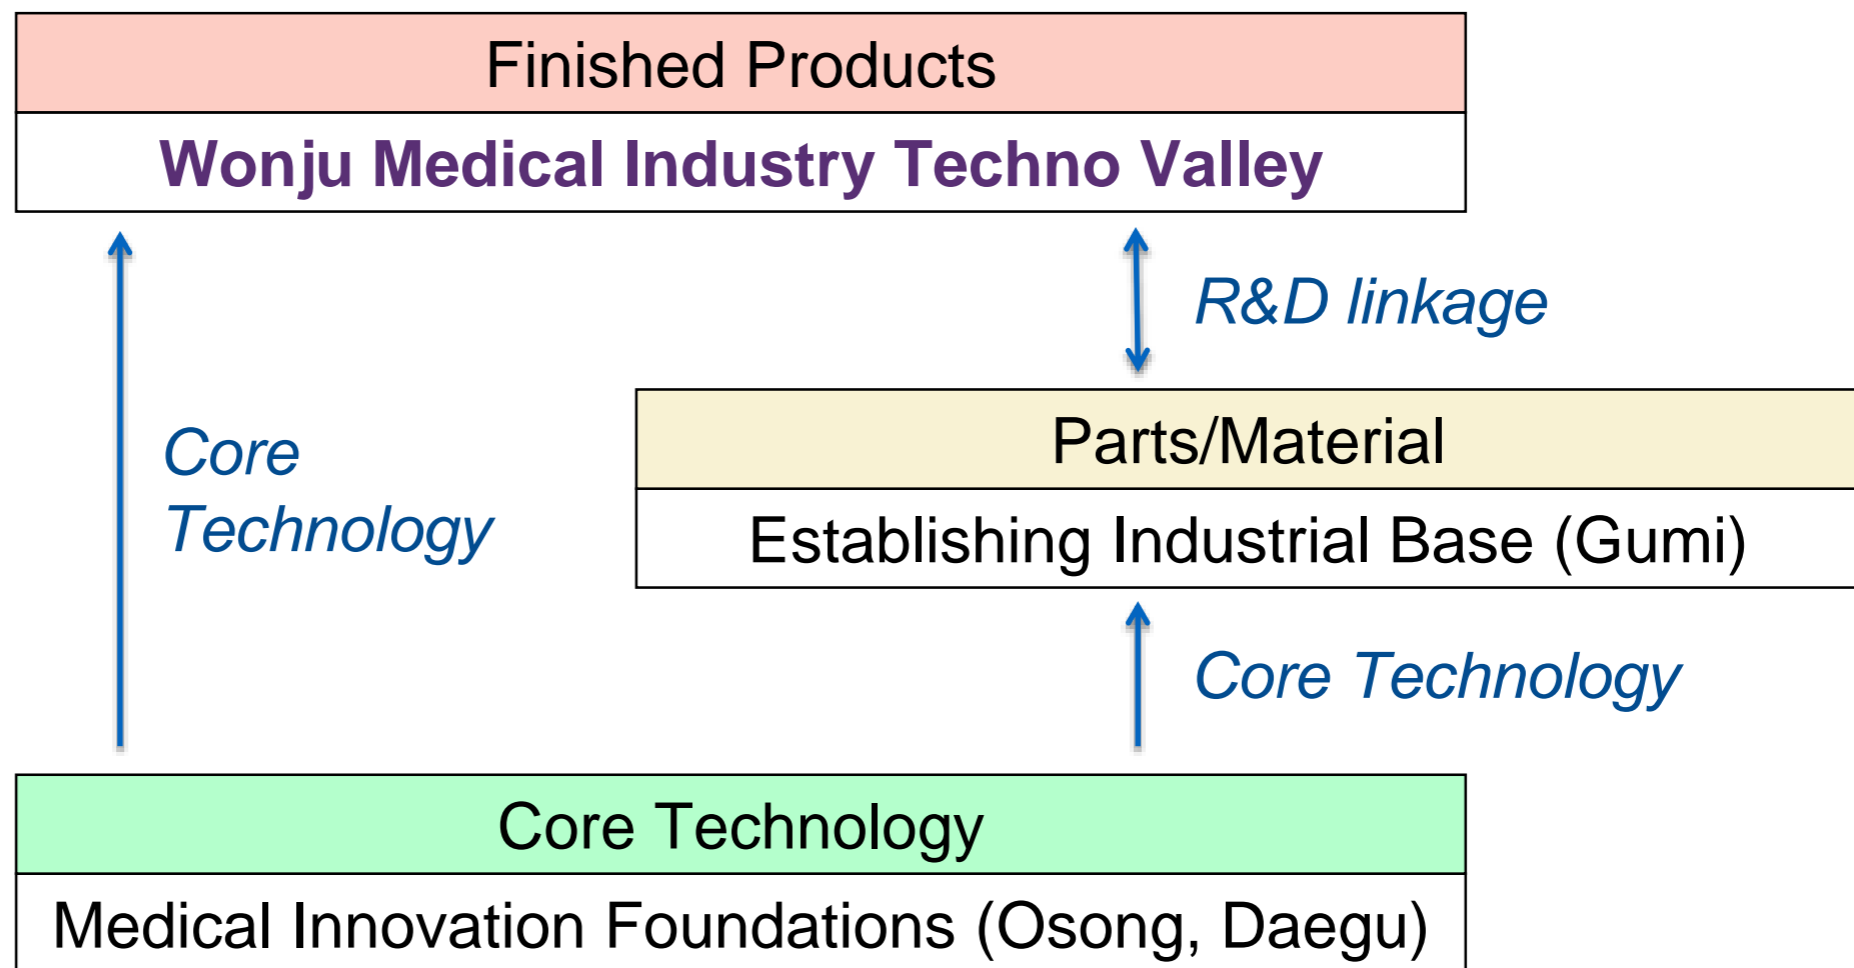 Finished Products
Wonju Medical Industry Techno Valley
R&D linkage
Core
Technology
Parts/Material
Establishing Industrial Base (Gumi)
Core Technology
Core Technology
Medical Innovation Foundations (Osong, Daegu)